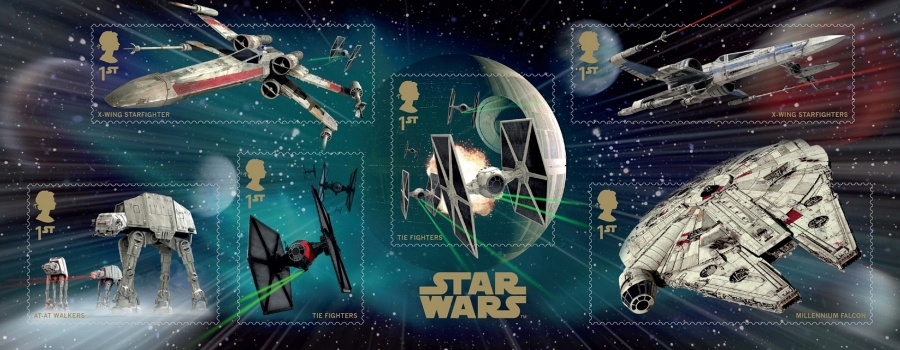 1ST
X-WING STARFIGHTER
1ST
X-WING STARFIGHTERS
1ST
TIE FIGHTERS
1ST
AT-AT WALKERS
1ST
TIE FIGHTERS
1ST
MILLENNIUM FALCON
STAR
WARS
TM